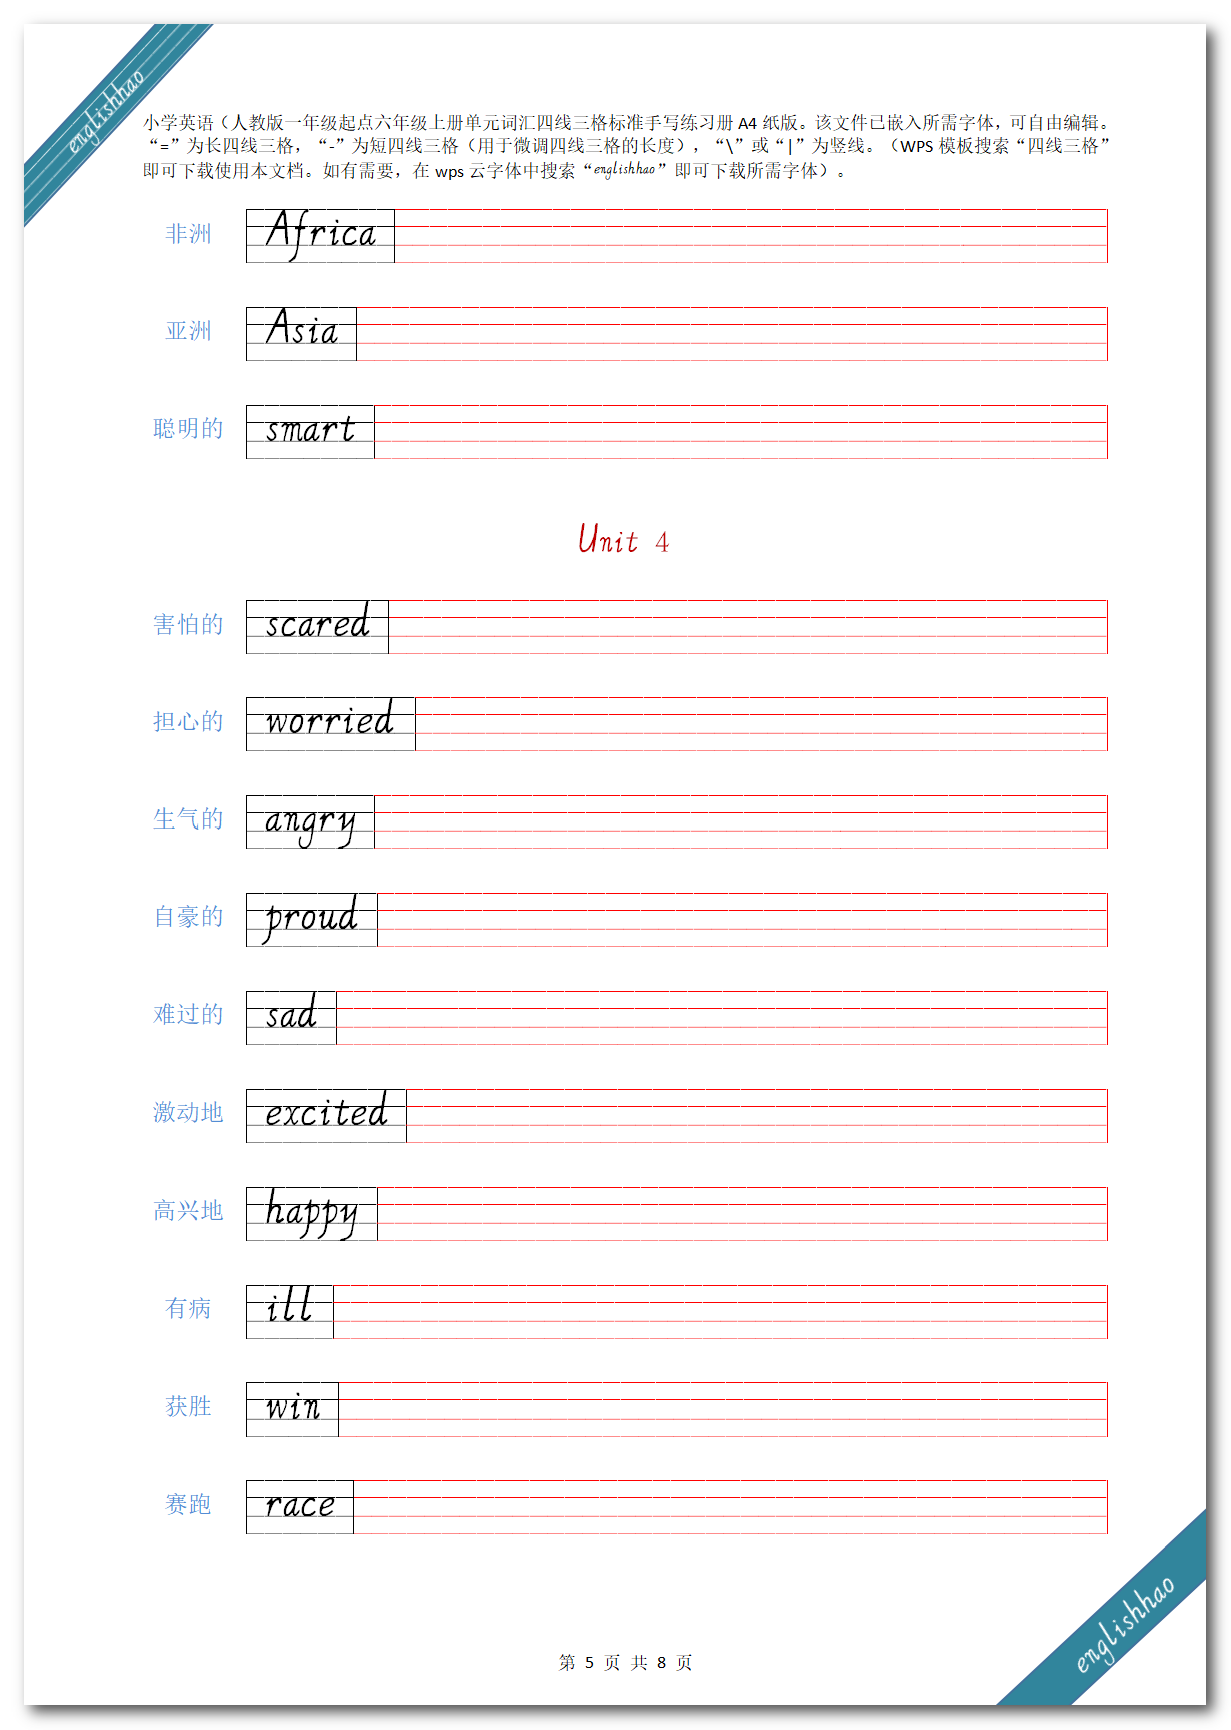 englishhao
小学英语（人教版一年级起点六年级上册单元词汇四线三格标准手写练习册 A4 纸版。该文件已嵌入所需字体，可自由编辑。
“=”为长四线三格，“-”为短四线三格（用于微调四线三格的长度），“\”或“|”为竖线。（WPS 模板搜索“四线三格”
即可下载使用本文档。如有需要，在 wps 云字体中搜索“englishhao”即可下载所需字体）。
非洲 Africa
亚洲 Asia
聪明的 smart
Unit 4
害怕的 scared
担心的 worried
生气的 angry
自豪的 proud
难过的 sad
激动地 excited
高兴地 happy
有病 ill
获胜 win
赛跑 race
englishhao
第 5 页 共 8 页